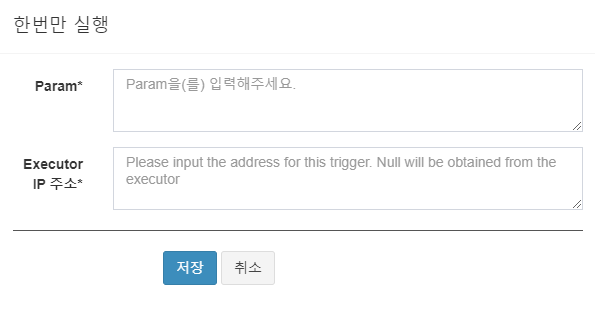 한번만 실행
Param*
Param을(를) 입력해주세요.
Executor
IP 주소*
Please input the address for this trigger. Null will be obtained from the
executor
저장
취소